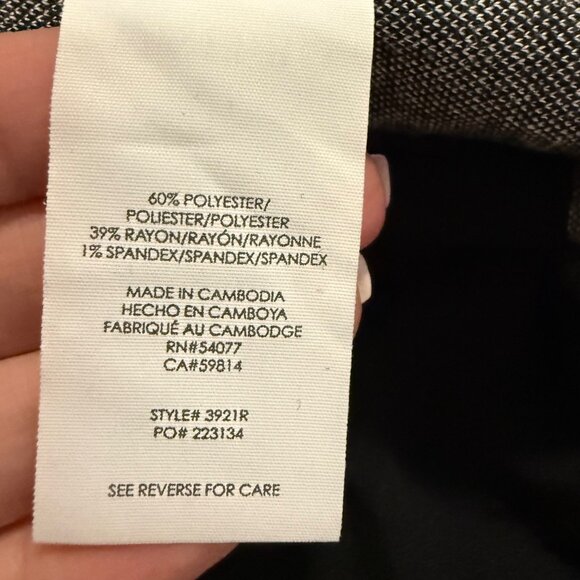 60% POLYESTER/
POLIESTER/POLYESTER
39% RAYON/RAYÓN/RAYONNE
1% SPANDEX/SPANDEX/SPANDEX
MADE IN CAMBODIA
HECHO EN CAMBOYA
FABRIQUÉ AU CAMBODGE
RN#54077
CA#59814
STYLE# 3921R
PO# 223134
SEE REVERSE FOR CARE